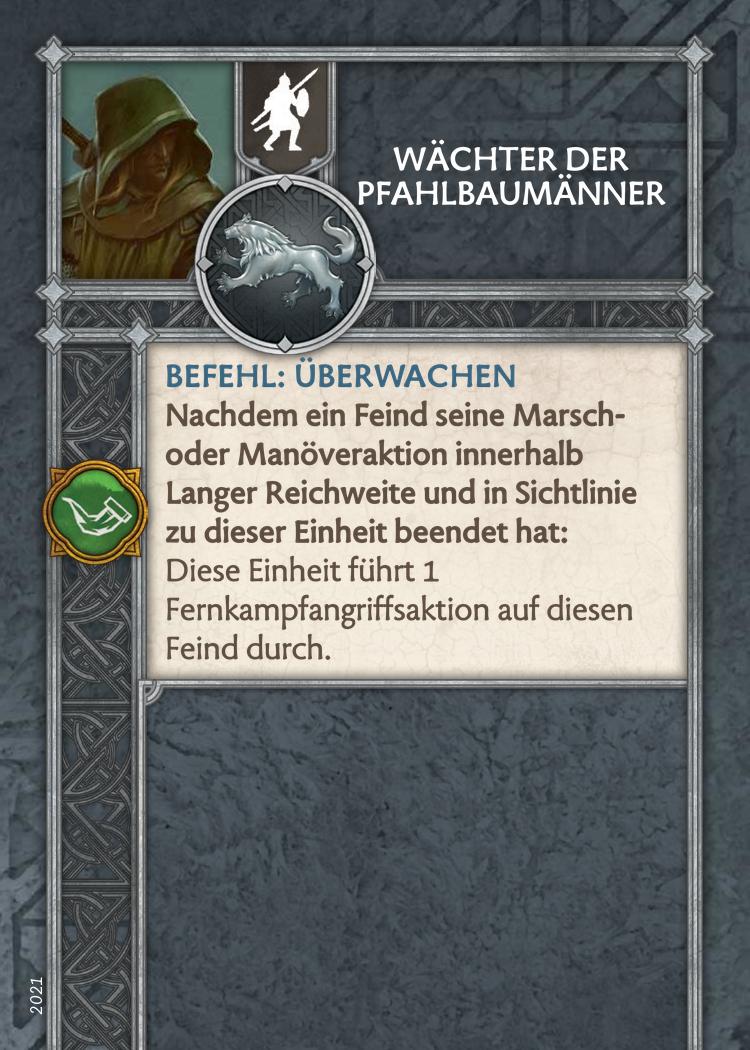 WÄCHTER DER
PFAHLBAUMÄNNER
BEFEHL: ÜBERWACHEN
Nachdem ein Feind seine Marsch-
oder Manöveraktion innerhalb
Langer Reichweite und in Sichtlinie
zu dieser Einheit beendet hat:
Diese Einheit führt 1
Fernkampfangriffsaktion auf diesen
Feind durch.
2021